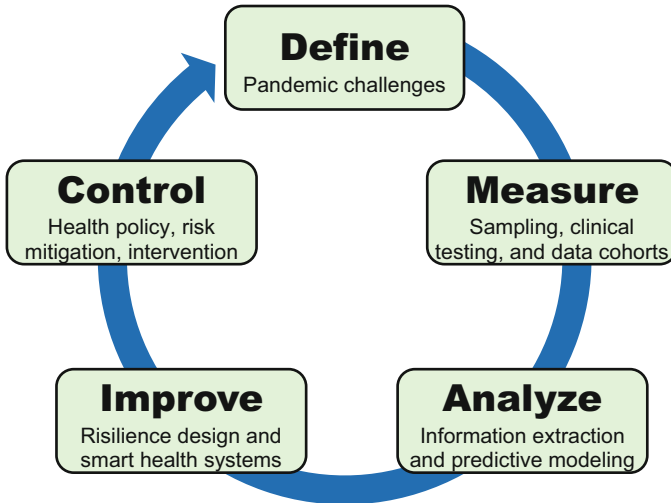 Define
Pandemic challenges
Measure
Sampling, clinical
testing, and data cohorts
Analyze
Information extraction
and predictive modeling
Improve
Risilience design and
smart health systems
Control
Health policy, risk
mitigation, intervention